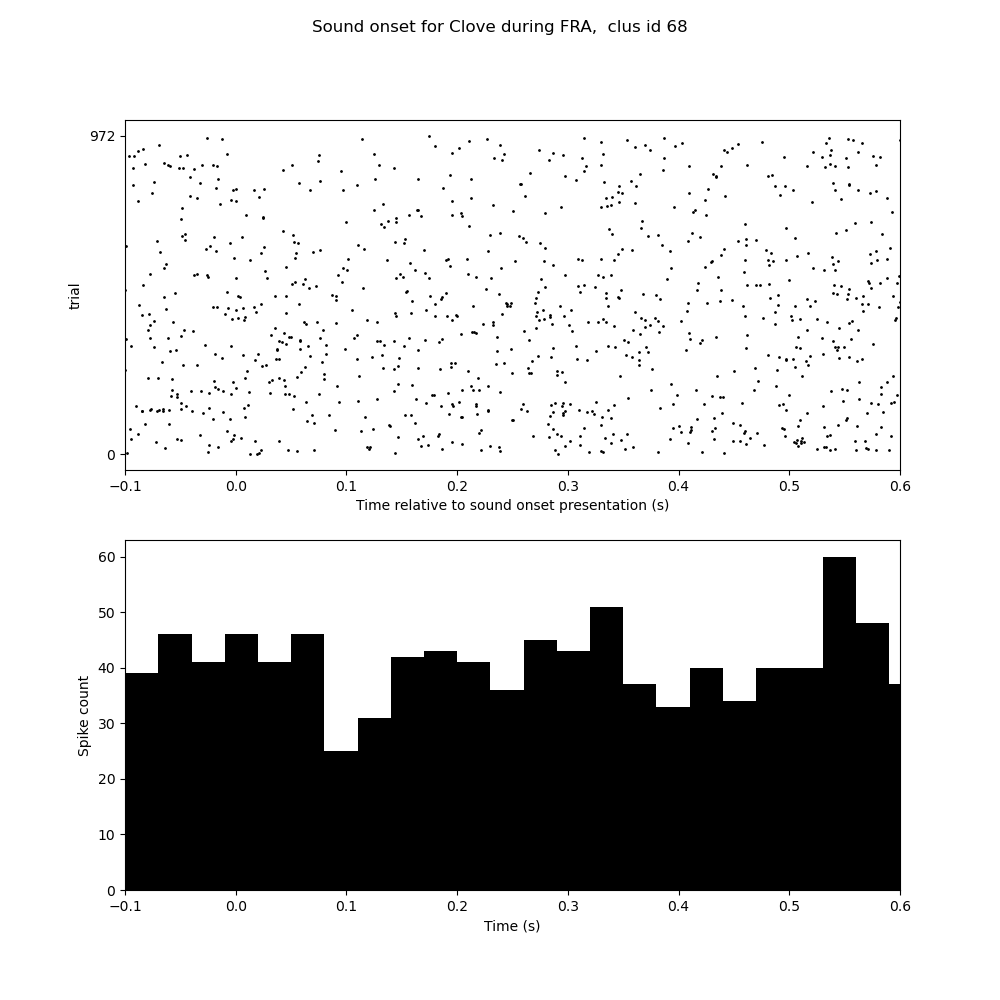 Sound onset for Clove during FRA,  clus id 68
972
trial
0
−0.1 0.0 0.1 0.2 0.3 0.4 0.5 0.6
Time relative to sound onset presentation (s)
60
50
40
Spike count
30
20
10
0
−0.1 0.0 0.1 0.2 0.3 0.4 0.5 0.6
Time (s)